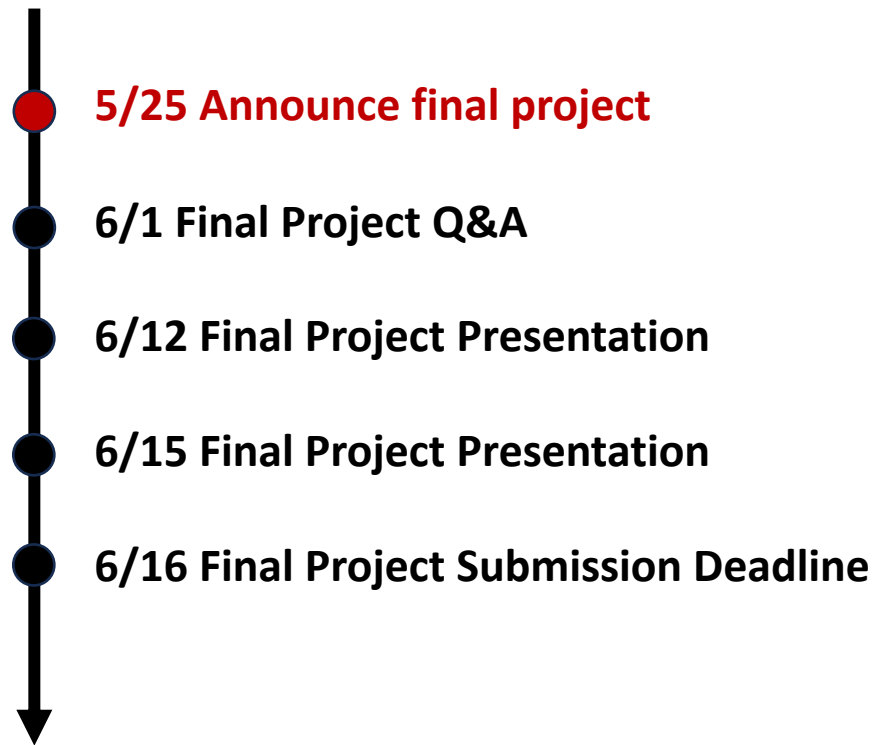 5/25 Announce final project
6/1 Final Project Q&A
6/12 Final Project Presentation
6/15 Final Project Presentation
6/16 Final Project Submission Deadline